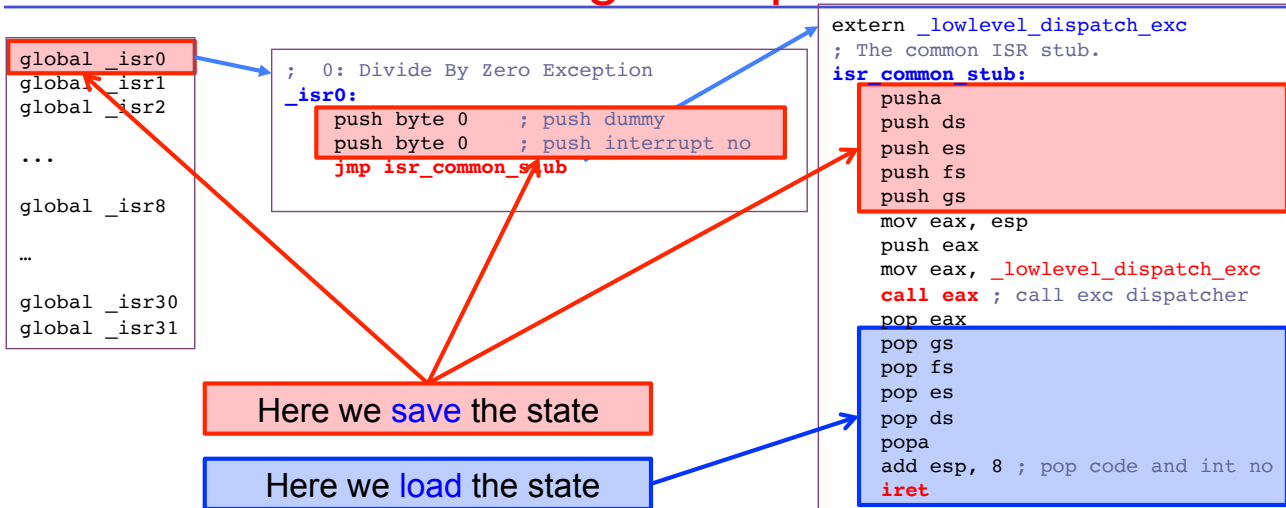 global _isr0
global _isr1
global _isr2
...
global _isr8
…
global _isr30
global _isr31
;  0: Divide By Zero Exception
_isr0:
push byte 0    ; push dummy
push byte 0    ; push interrupt no
jmp isr_common_stub
extern _lowlevel_dispatch_exc
; The common ISR stub.
isr_common_stub:
pusha
push ds
push es
push fs
push gs
mov eax, esp
push eax
mov eax, _lowlevel_dispatch_exc
call eax ; call exc dispatcher
pop eax
pop gs
pop fs
pop es
pop ds
popa
add esp, 8 ; pop code and int no
iret
Here we save the state
Here we load the state